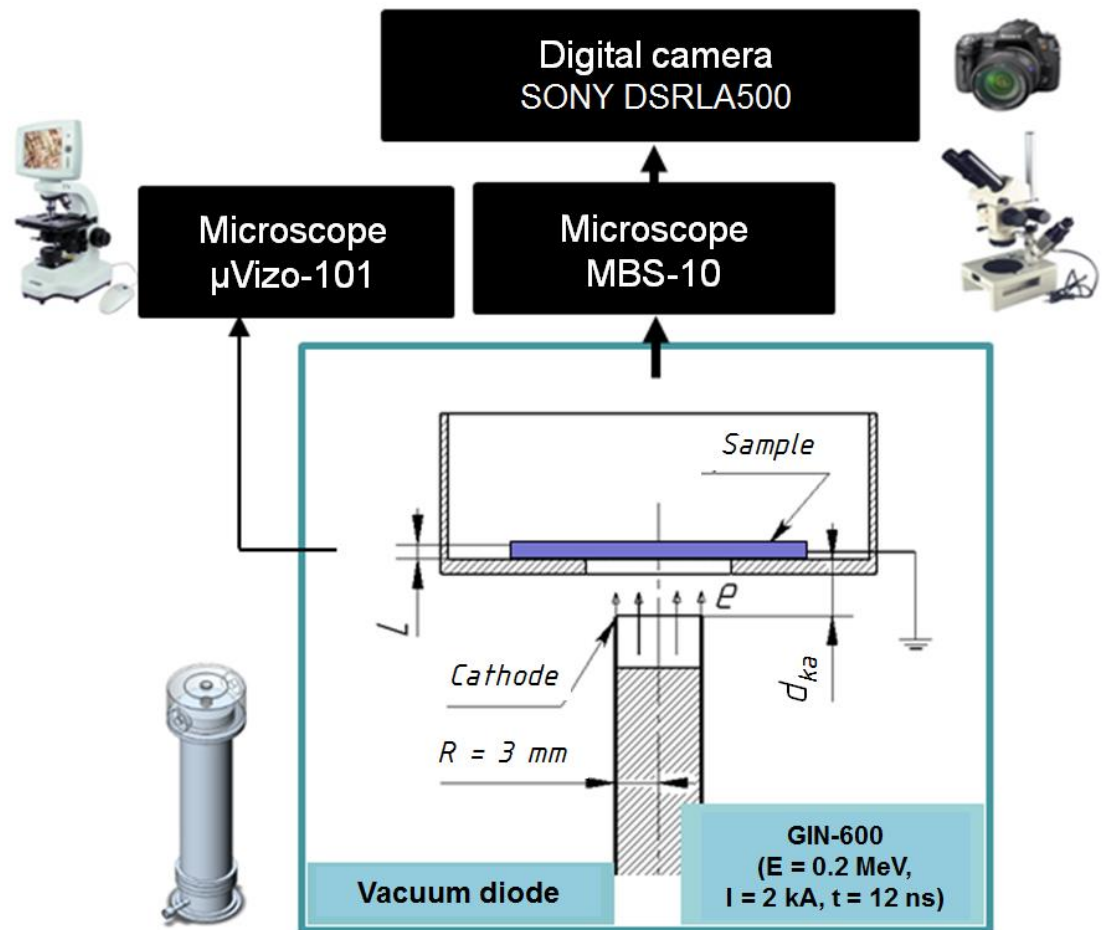 Digital camera
SONY DSRLA500
Microscope
µVizo-101
Microscope
MBS-10
Sample
e
L
Cathode
d_ka
R = 3 mm
GIN-600
(E = 0.2 MeV,
I = 2 kA, t = 12 ns)
Vacuum diode